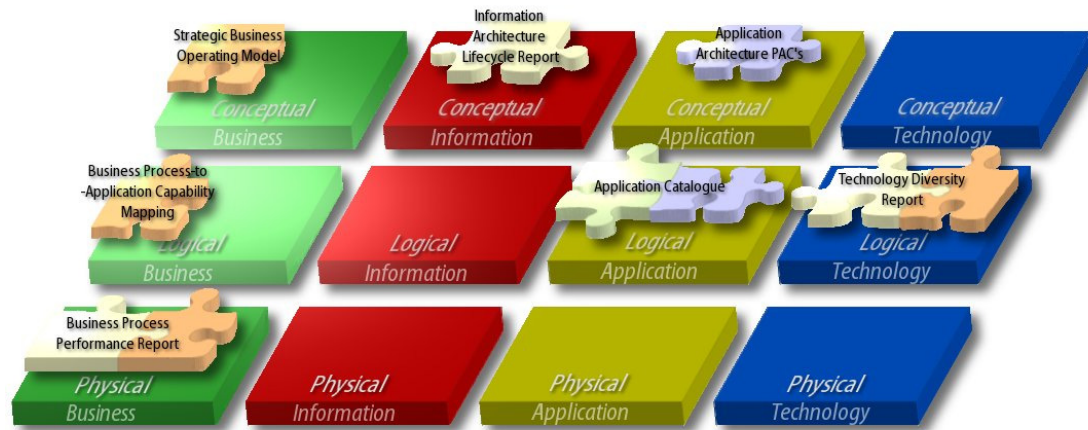 Strategic Business
Operating Model
Conceptual
Business
Information
Architecture
Lifecycle Report
Conceptual
Information
Application
Architecture PAC's
Conceptual
Application
Conceptual
Technology
Business Process-to
-Application Capability
Mapping
Logical
Business
Logical
Information
Application Catalogue
Logical
Application
Technology Diversity
Report
Logical
Technology
Business Process
Performance Report
Physical
Business
Physical
Information
Physical
Application
Physical
Technology